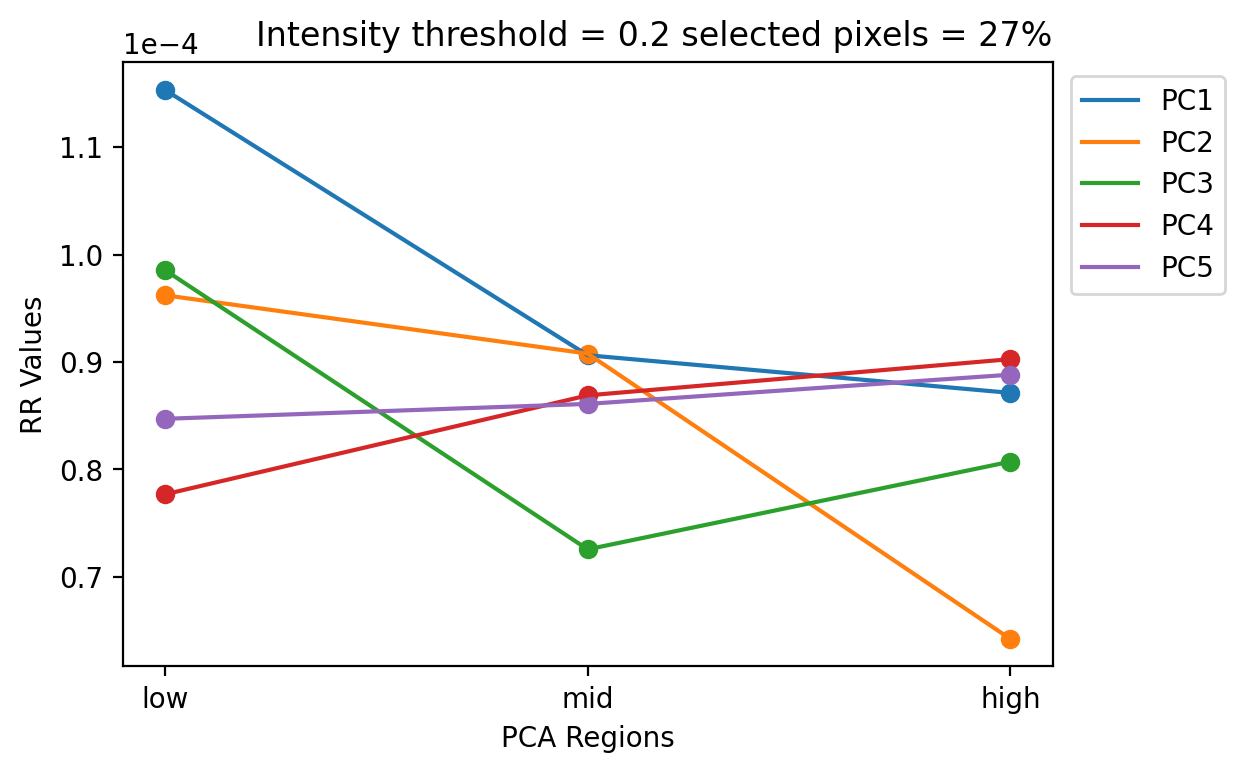 Intensity threshold = 0.2 selected pixels = 27%
1e−4
1.1
1.0
0.9
0.8
0.7
RR Values
low
mid
high
PCA Regions
PC1
PC2
PC3
PC4
PC5